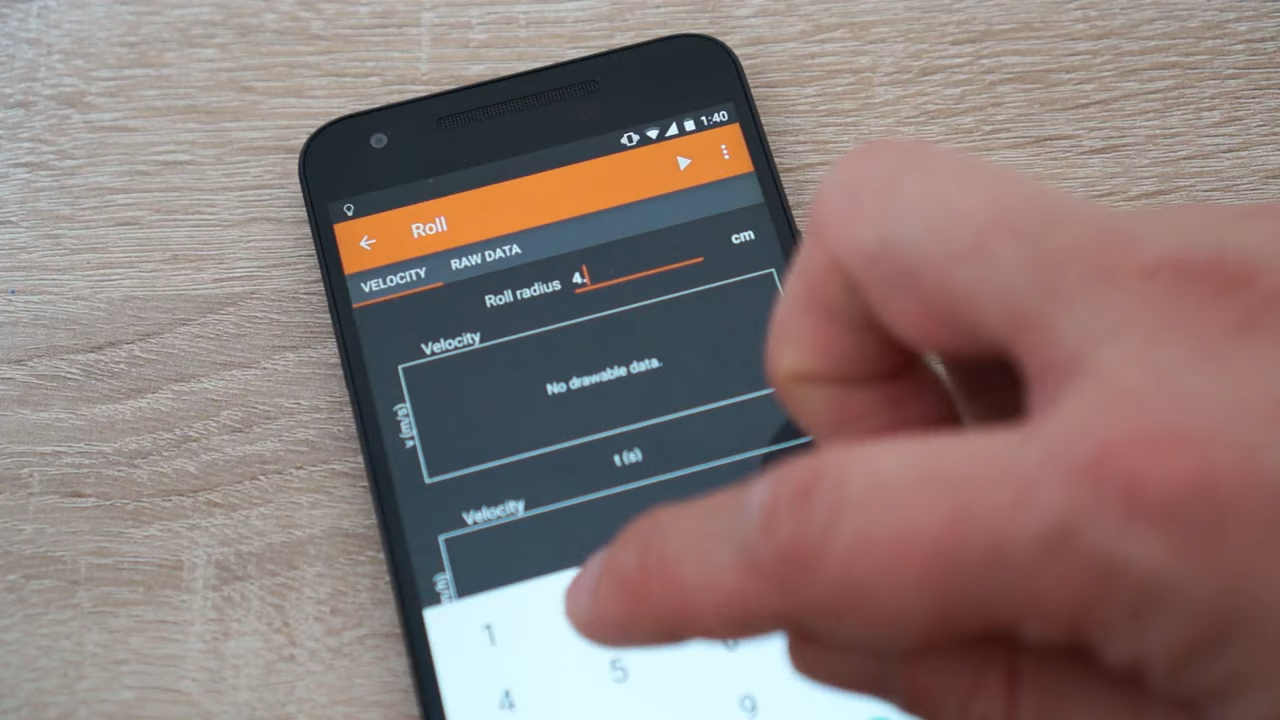 1:40
Roll
VELOCITY RAW DATA
Roll radius 4. cm
Velocity
No drawable data.
v (m/s)
t (s)
Velocity
1
5
4
9